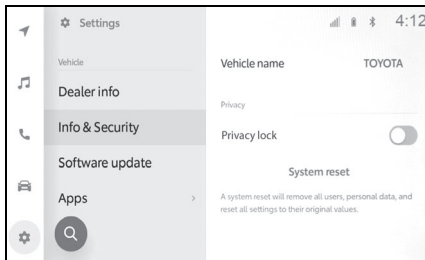 Settings
4:12
Vehicle
Dealer info
Info & Security
Software update
Apps
Vehicle name TOYOTA
Privacy
Privacy lock
System reset
A system reset will remove all users, personal data, and
reset all settings to their original values.